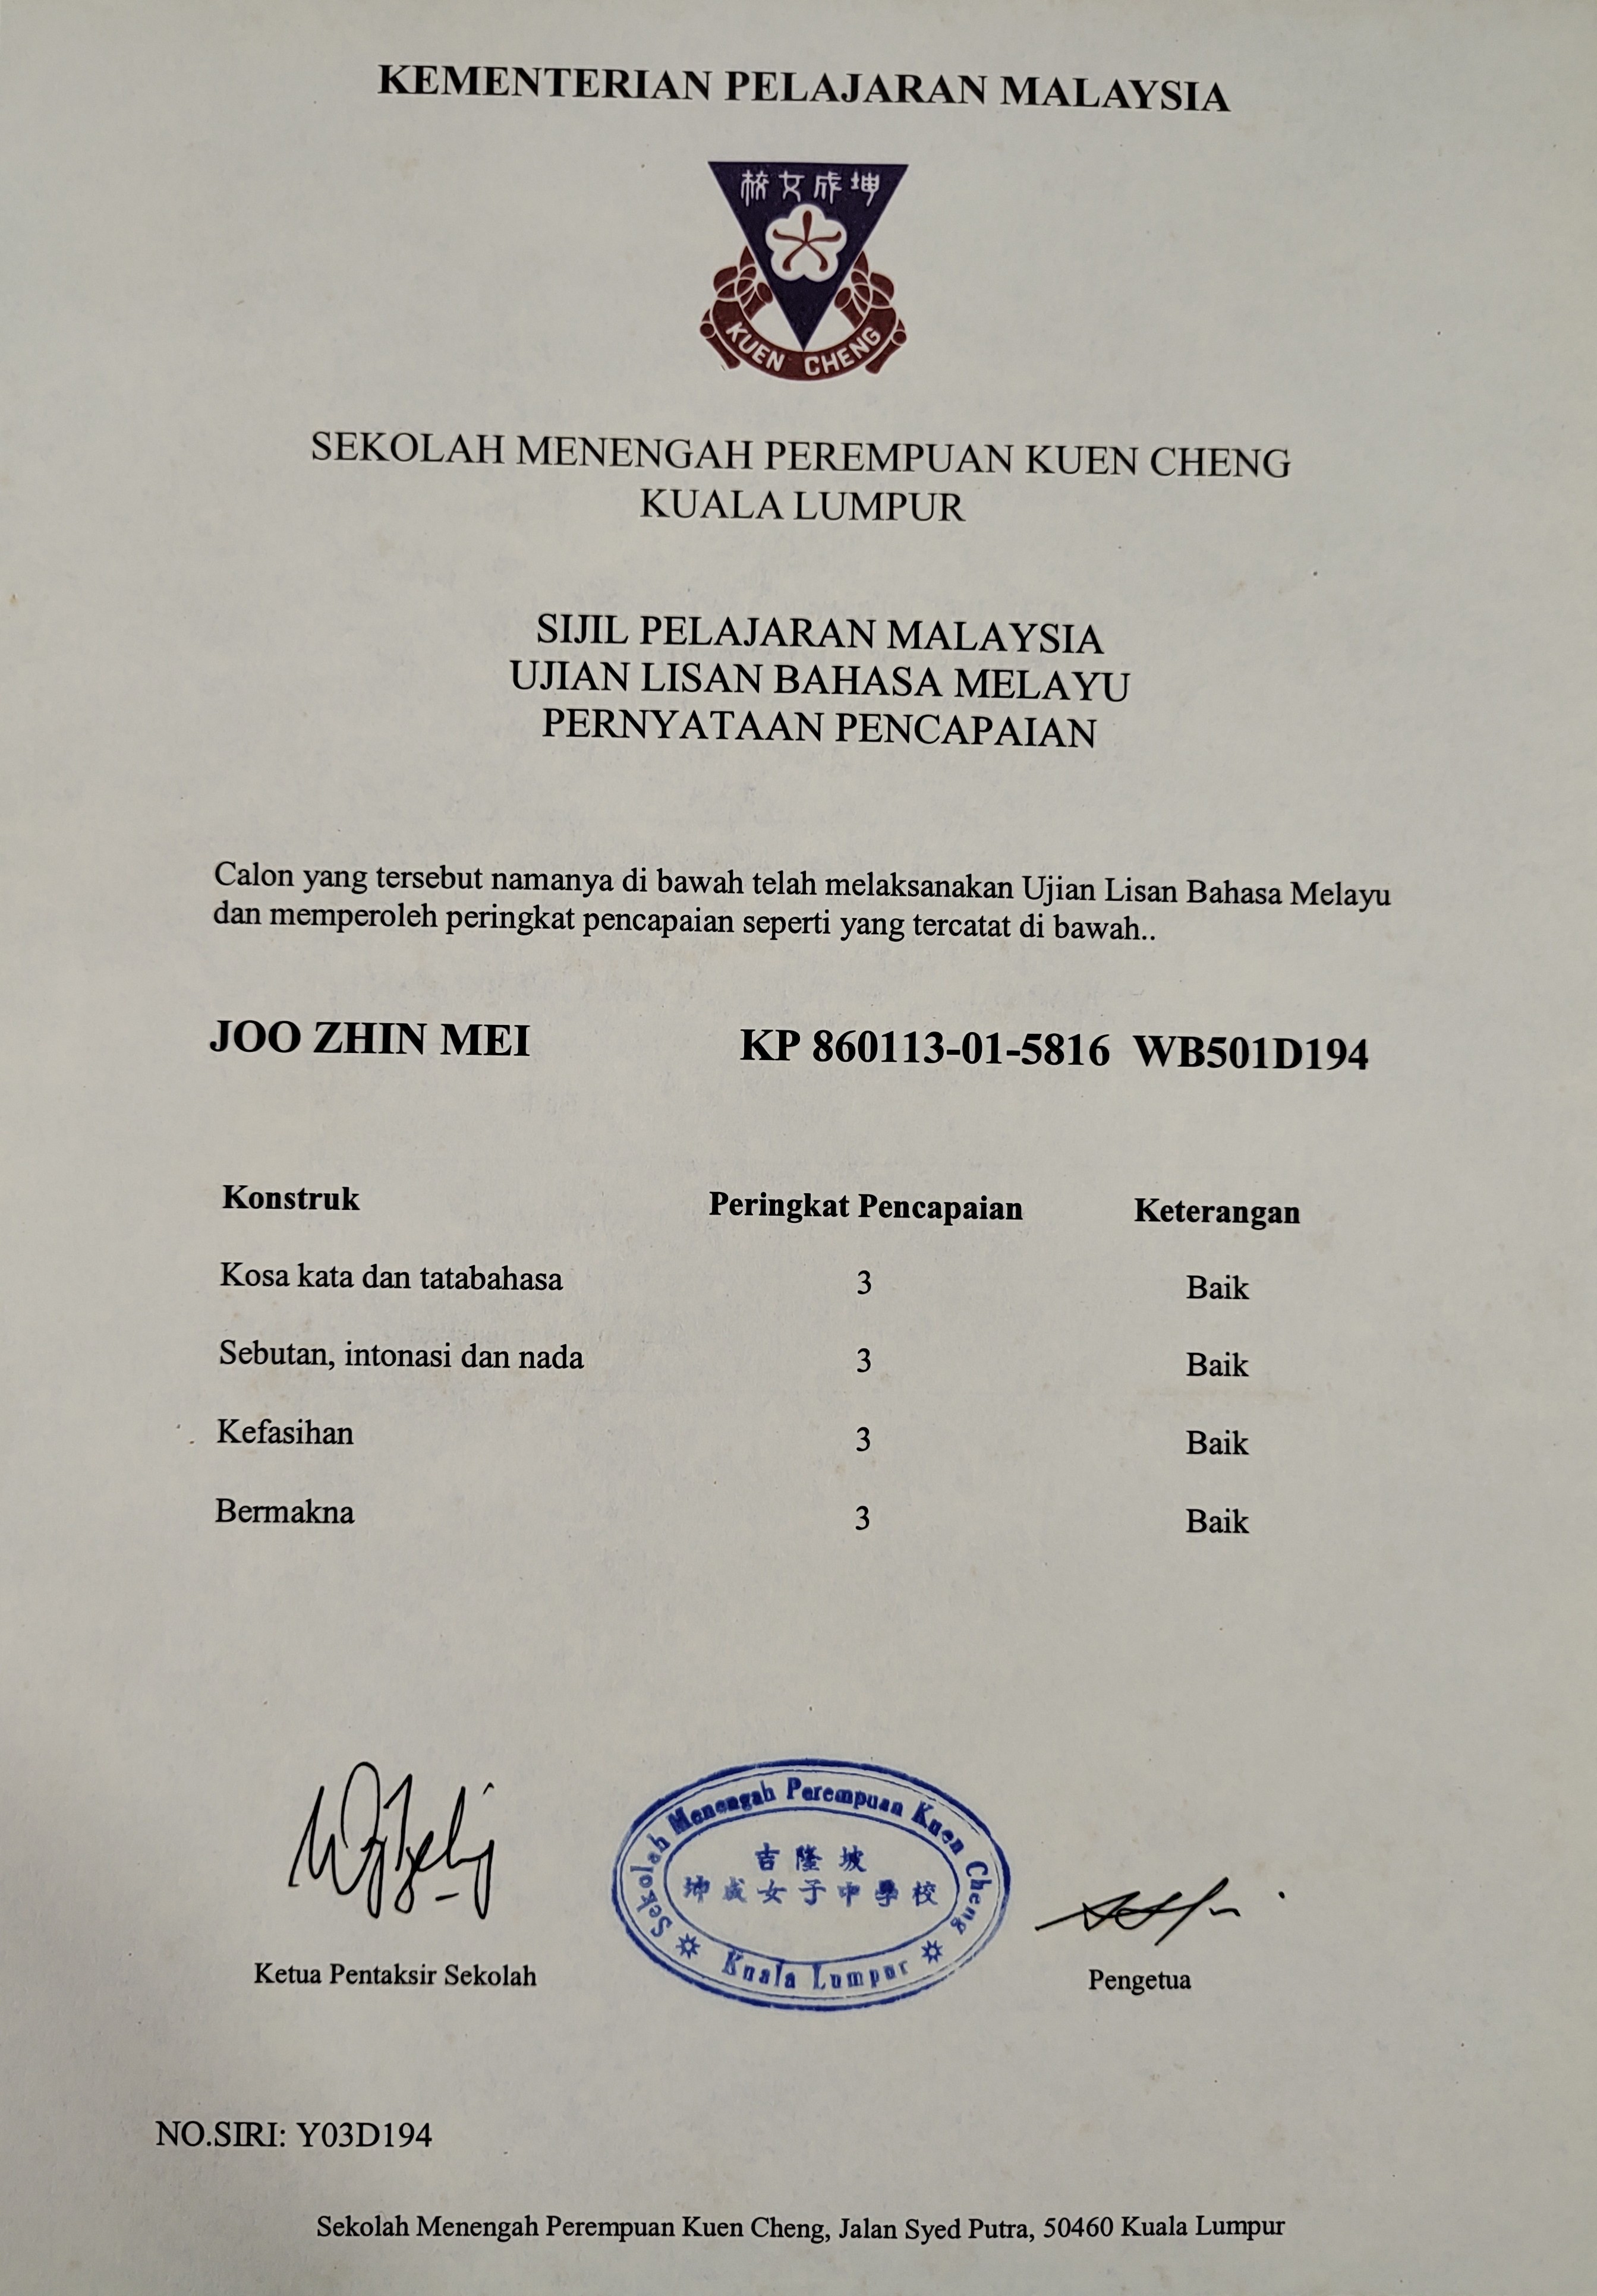 KEMENTERIAN PELAJARAN MALAYSIA
校女成坤
KUEN CHENG
SEKOLAH MENENGAH PEREMPUAN KUEN CHENG
KUALA LUMPUR
SIJIL PELAJARAN MALAYSIA
UJIAN LISAN BAHASA MELAYU
PERNYATAAN PENCAPAIAN
Calon yang tersebut namanya di bawah telah melaksanakan Ujian Lisan Bahasa Melayu
dan memperoleh peringkat pencapaian seperti yang tercatat di bawah..
JOO ZHIN MEI KP 860113-01-5816 WB501D194
Konstruk Peringkat Pencapaian Keterangan
Kosa kata dan tatabahasa 3 Baik
Sebutan, intonasi dan nada 3 Baik
Kefasihan 3 Baik
Bermakna 3 Baik
Sekolah Menengah Perempuan Kuen Cheng
吉隆坡
坤成女子中學校
Kuala Lumpur
Ketua Pentaksir Sekolah Pengetua
NO.SIRI: Y03D194
Sekolah Menengah Perempuan Kuen Cheng, Jalan Syed Putra, 50460 Kuala Lumpur